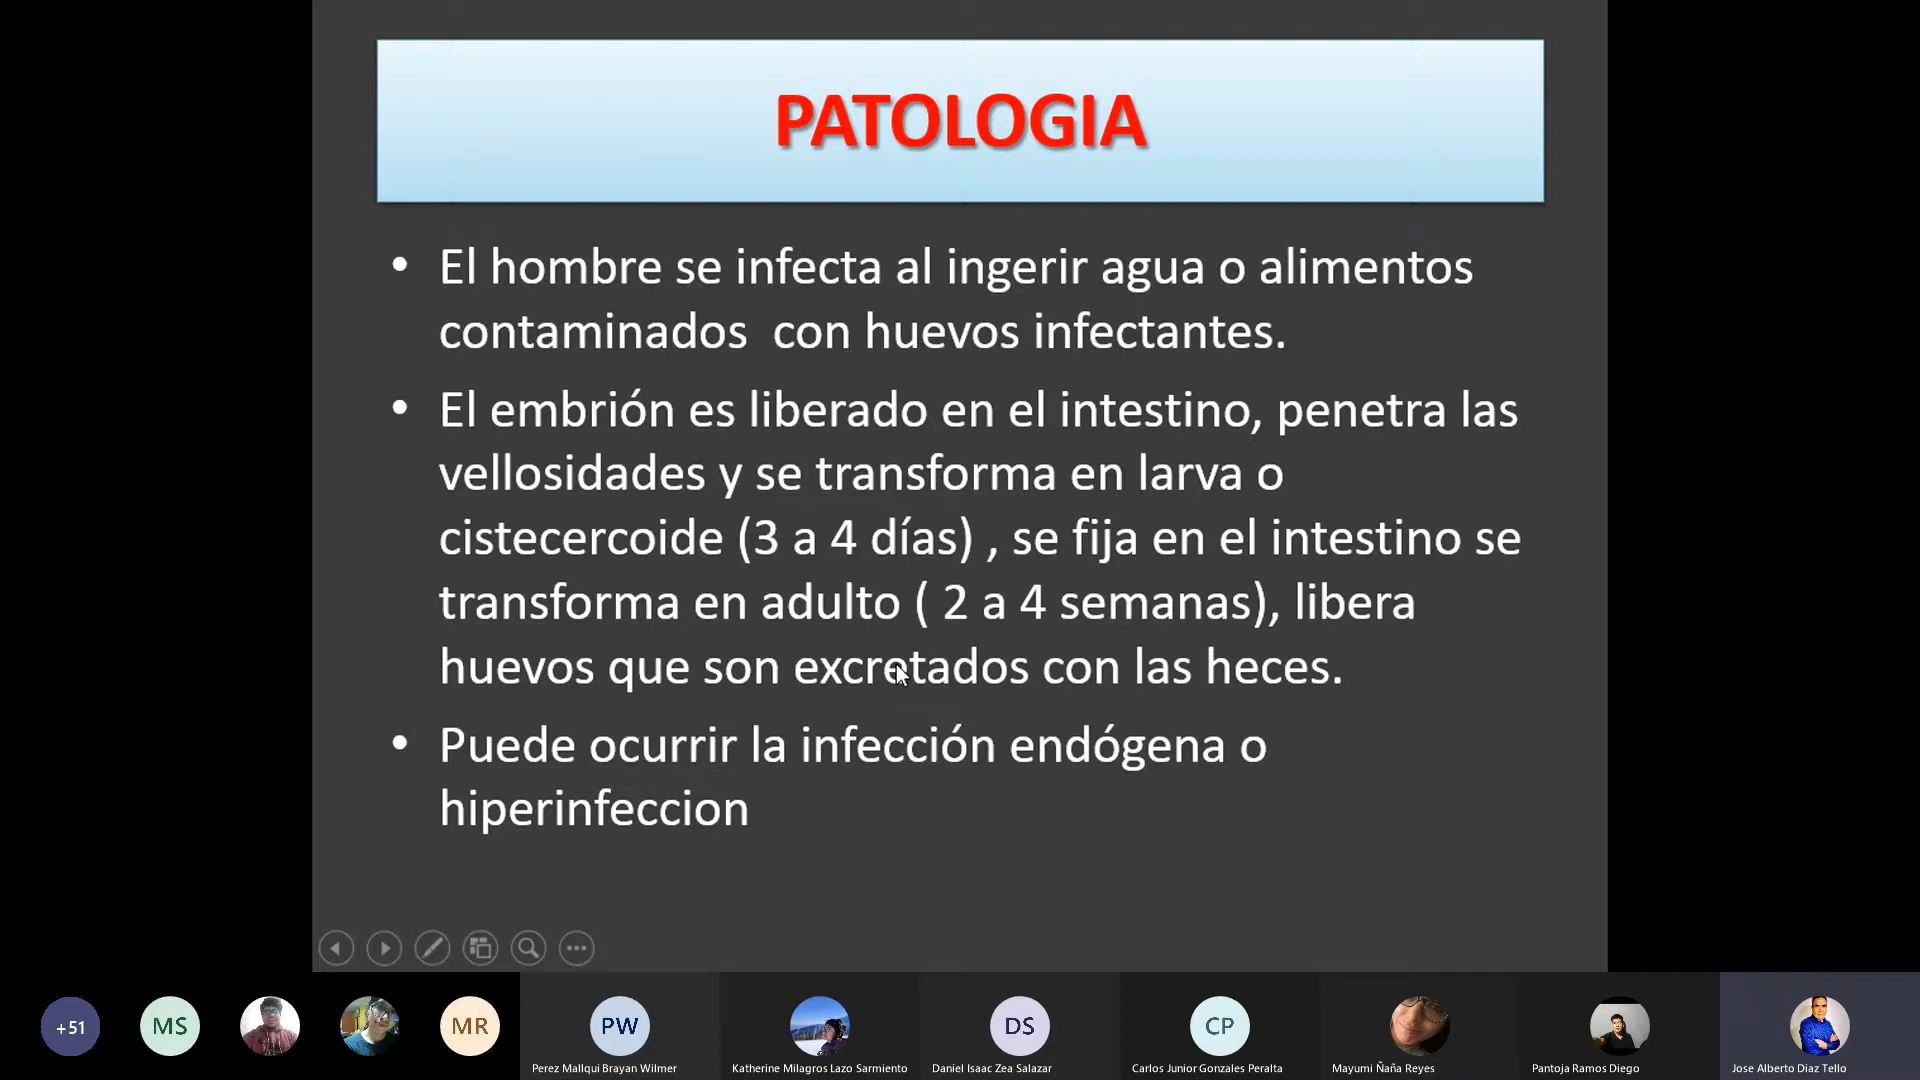 PATOLOGIA
• El hombre se infecta al ingerir agua o alimentos
contaminados  con huevos infectantes.
• El embrión es liberado en el intestino, penetra las
vellosidades y se transforma en larva o
cistecercoide (3 a 4 días) , se fija en el intestino se
transforma en adulto ( 2 a 4 semanas), libera
huevos que son excretados con las heces.
• Puede ocurrir la infección endógena o
hiperinfeccion
+51
MS
MR
PW
DS
CP
Perez Mallqui Brayan Wilmer
Katherine Milagros Lazo Sarmiento
Daniel Isaac Zea Salazar
Carlos Junior Gonzales Peralta
Mayumi Ñaña Reyes
Pantoja Ramos Diego
Jose Alberto Diaz Tello